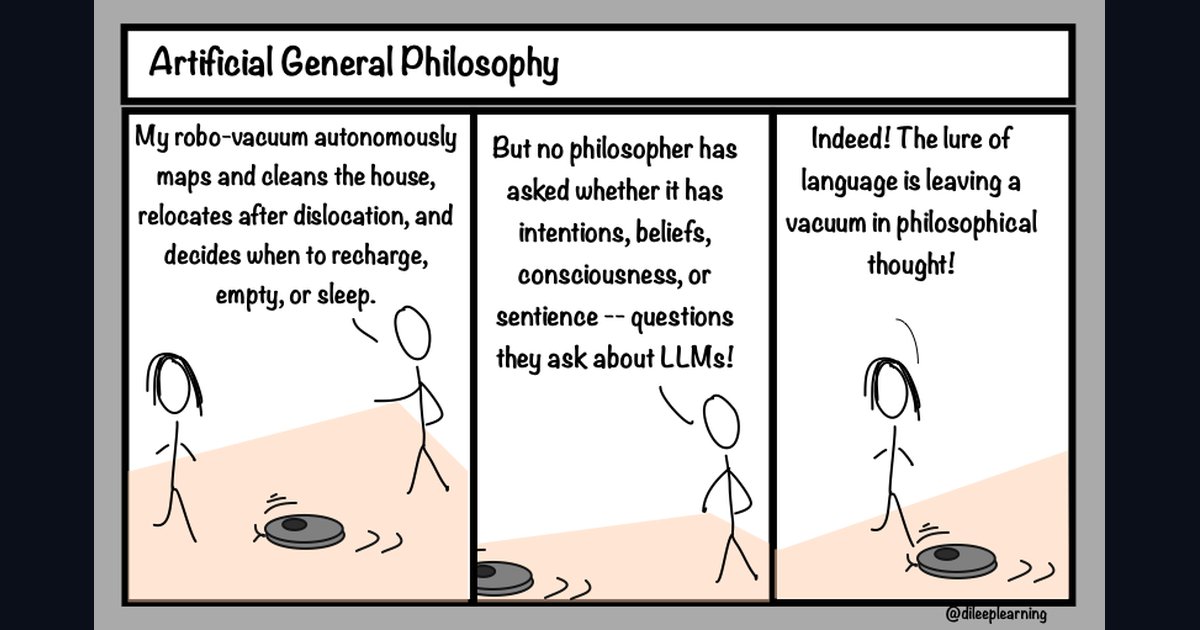 Artificial General Philosophy
My robo-vacuum autonomously
maps and cleans the house,
relocates after dislocation, and
decides when to recharge,
empty, or sleep.
But no philosopher has
asked whether it has
intentions, beliefs,
consciousness, or
sentience -- questions
they ask about LLMs!
Indeed! The lure of
language is leaving a
vacuum in philosophical
thought!
@dileeplearning